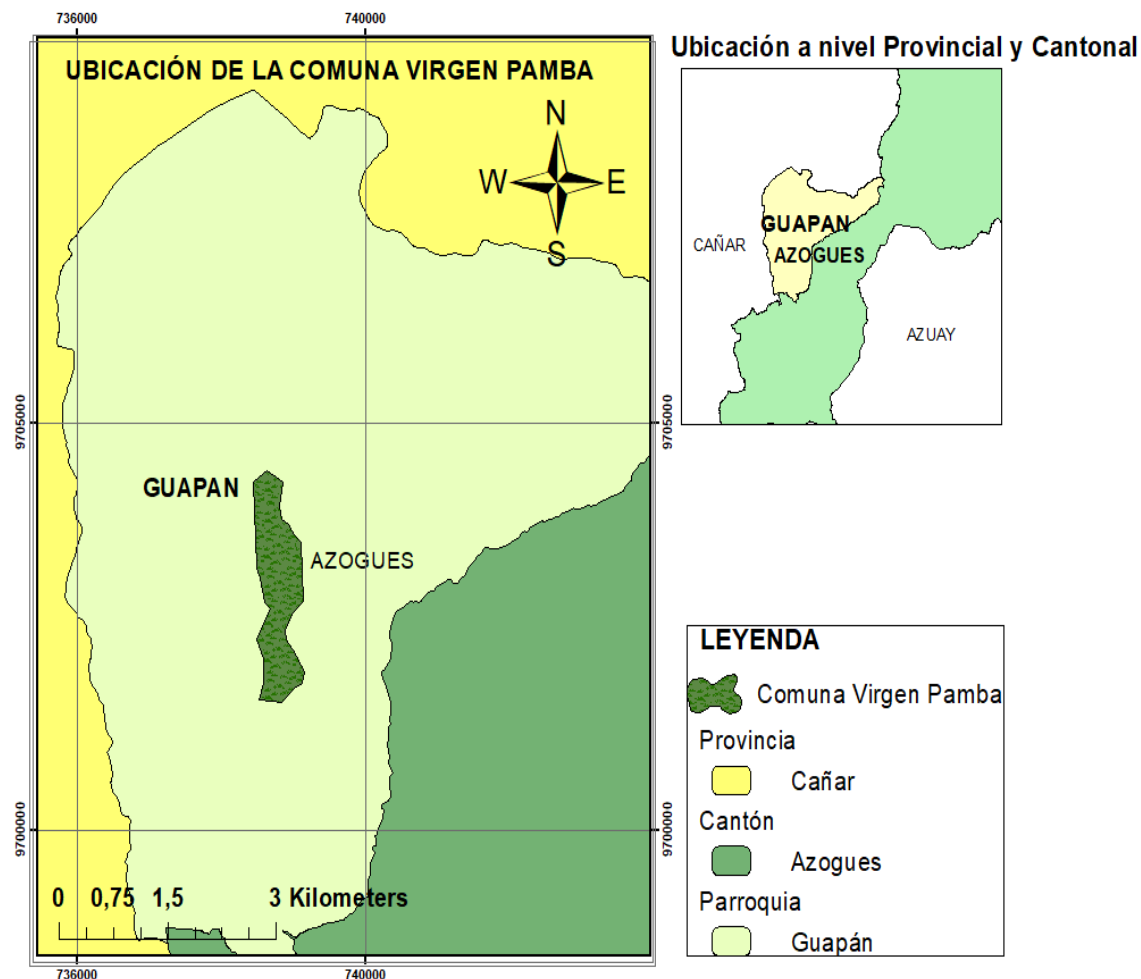 736000
740000
Ubicación a nivel Provincial y Cantonal
UBICACIÓN DE LA COMUNA VIRGEN PAMBA
N
W
E
S
GUAPAN
CAÑAR
AZOGUES
AZUAY
9705000
9705000
GUAPAN
AZOGUES
LEYENDA
Comuna Virgen Pamba
Provincia
Cañar
Cantón
9700000
9700000
Azogues
0 0,75 1,5 3 Kilometers
Parroquia
Guapán
736000
740000